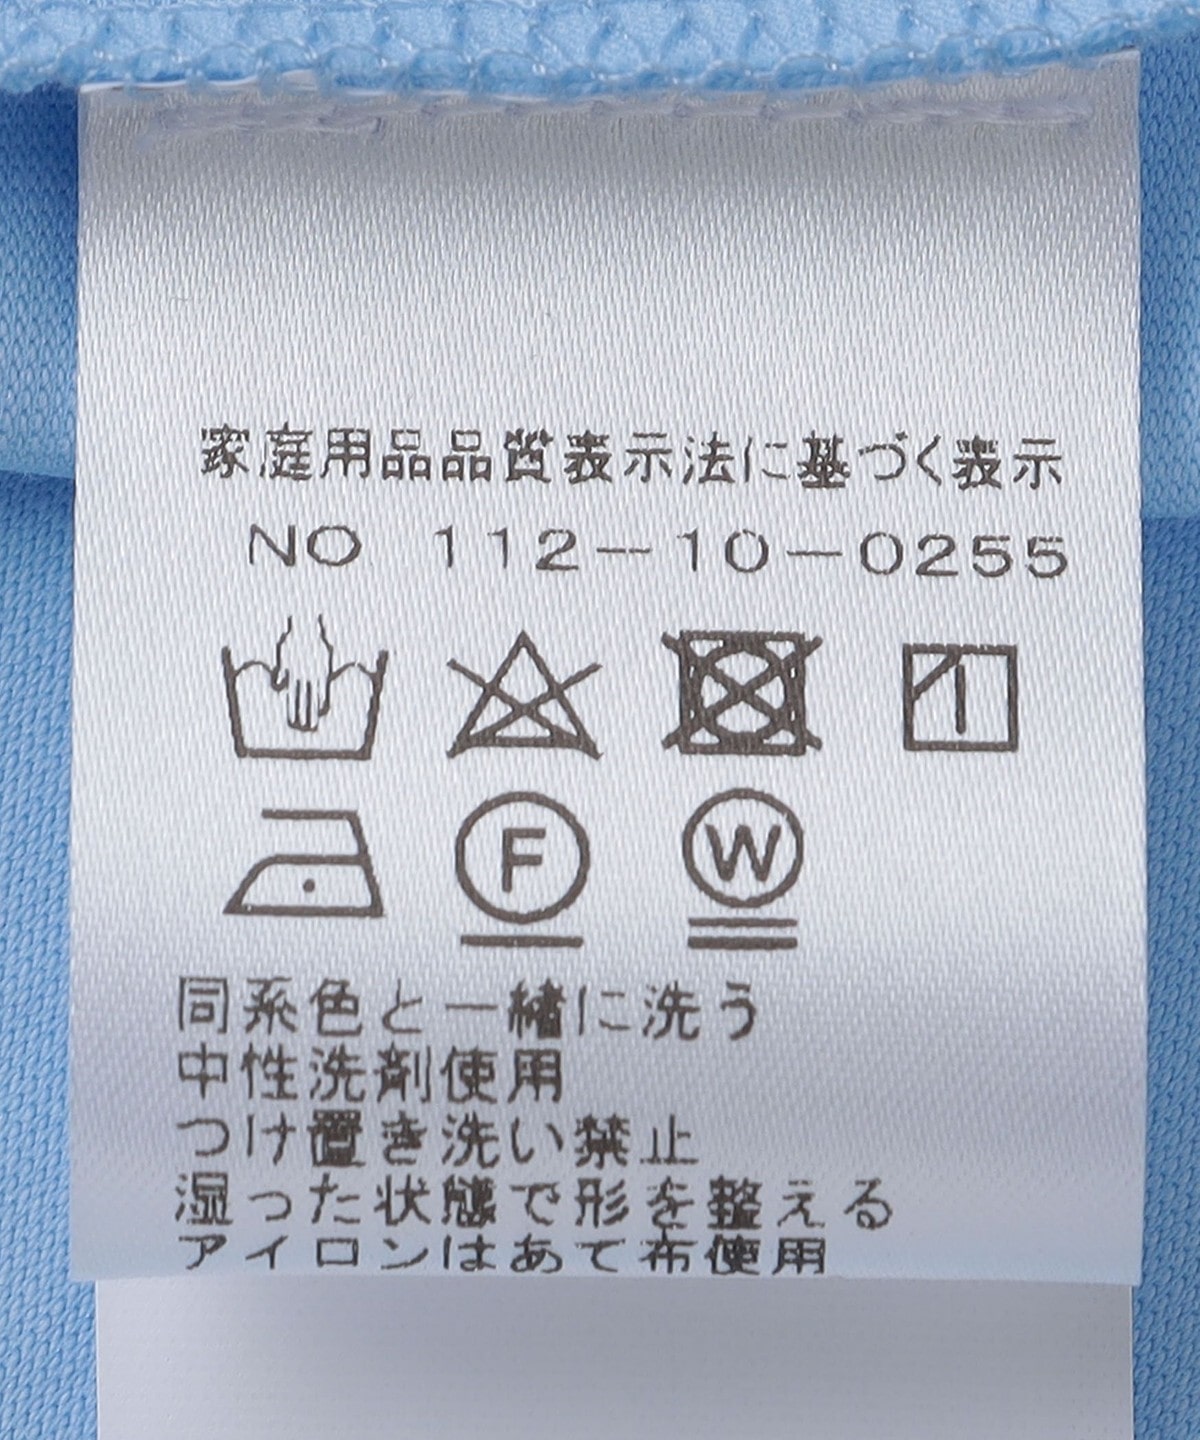 家庭用品品質表示法に基づく表示
NO 112-10-0255
F W
同系色と一緒に洗う
中性洗剤使用
つけ置き洗い禁止
湿った状態で形を整える
アイロンはあて布使用